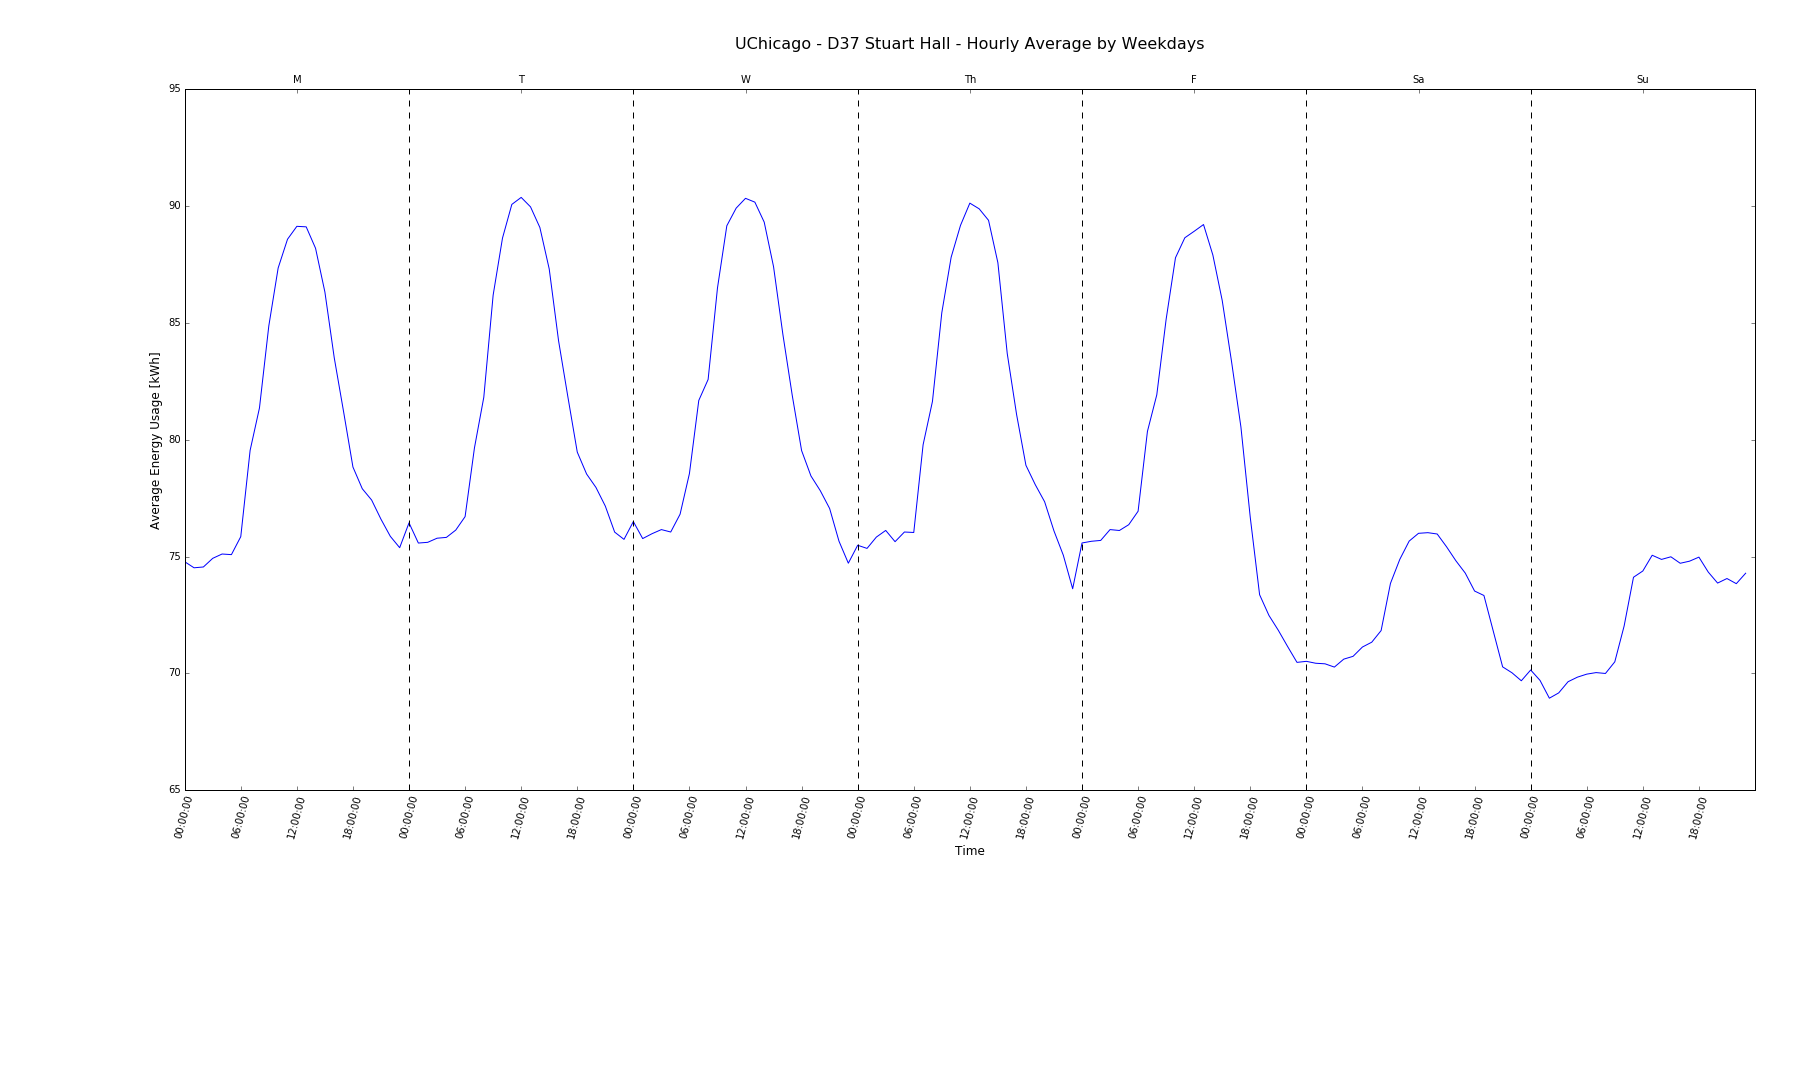 UChicago - D37 Stuart Hall - Hourly Average by Weekdays
M T W Th F Sa Su
95
90
85
80
75
70
65
Average Energy Usage [kWh]
00:00:00 06:00:00 12:00:00 18:00:00 00:00:00 06:00:00 12:00:00 18:00:00 00:00:00 06:00:00 12:00:00 18:00:00 00:00:00 06:00:00 12:00:00 18:00:00 00:00:00 06:00:00 12:00:00 18:00:00 00:00:00 06:00:00 12:00:00 18:00:00 00:00:00 06:00:00 12:00:00 18:00:00
Time